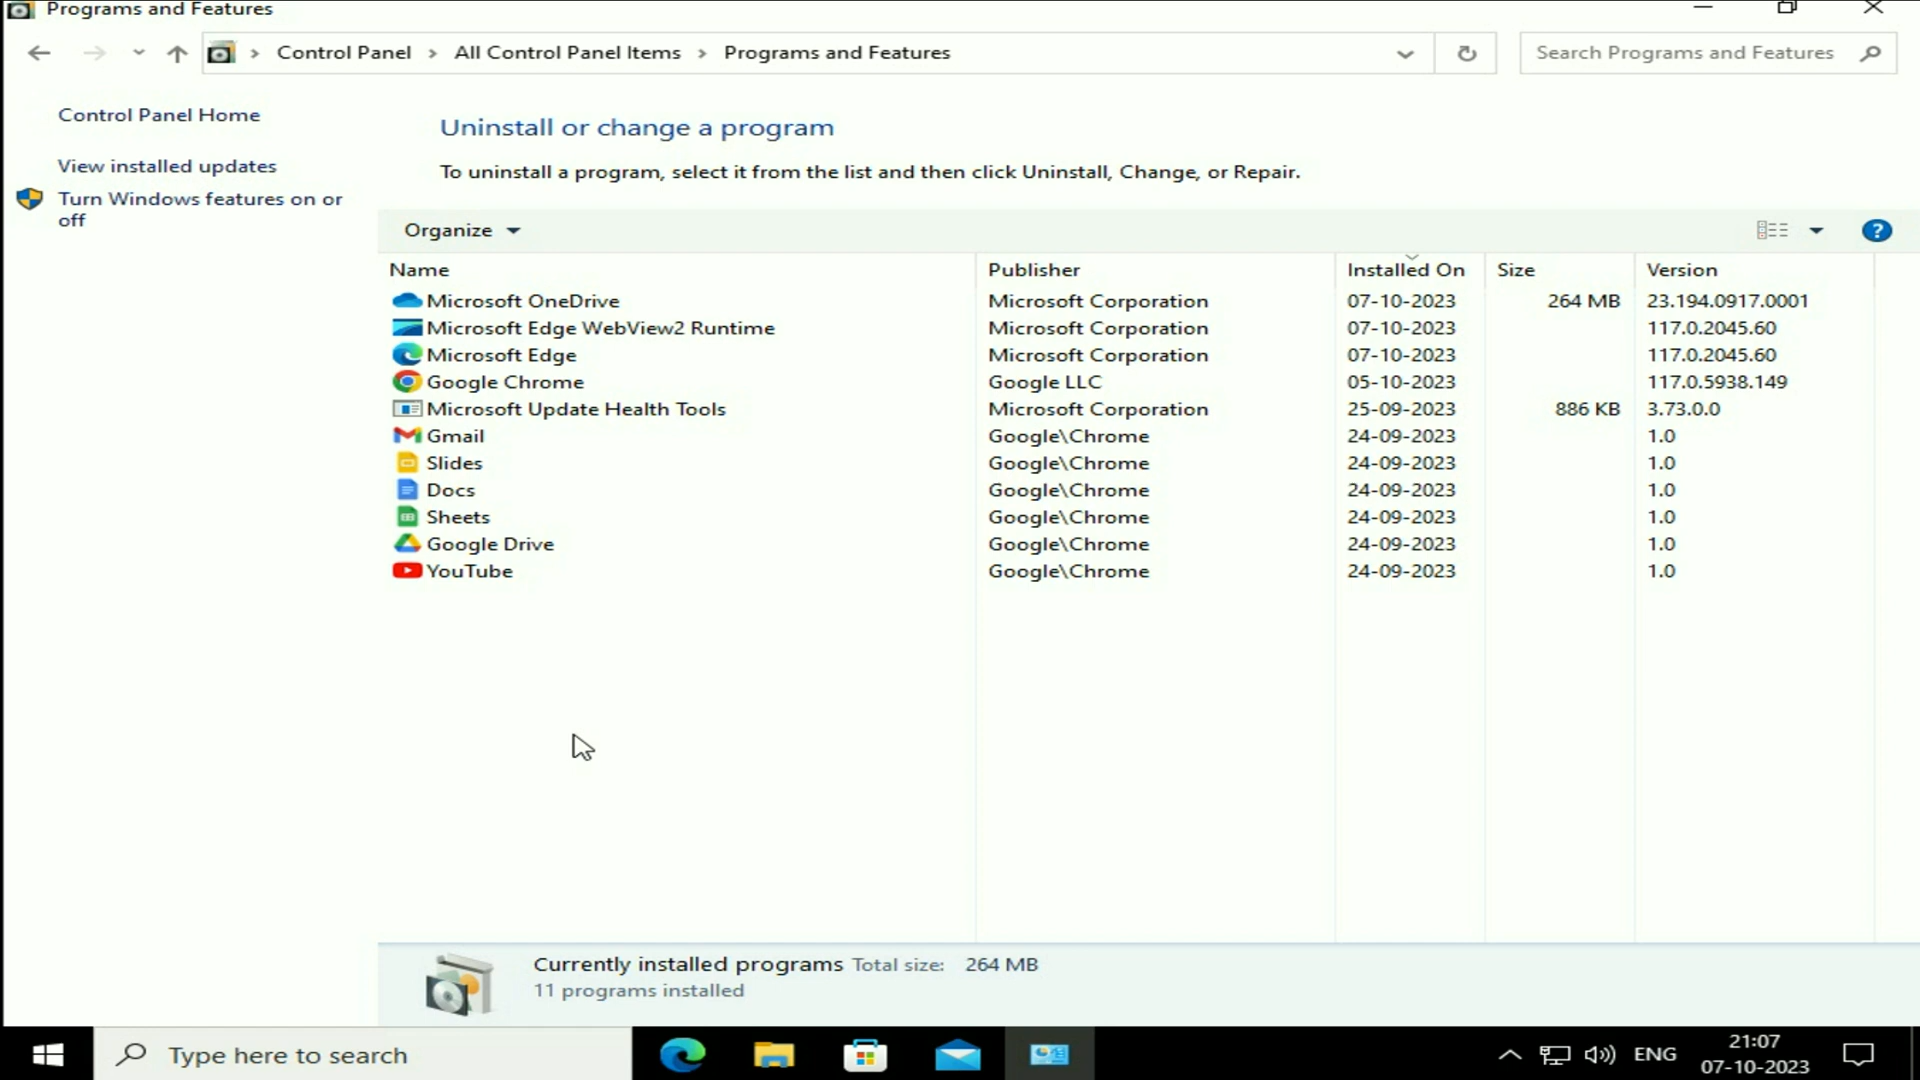 Programs and Features
Control Panel > All Control Panel Items > Programs and Features
Search Programs and Features
Control Panel Home
View installed updates
Turn Windows features on or
off
Uninstall or change a program
To uninstall a program, select it from the list and then click Uninstall, Change, or Repair.
Organize
?
Name Publisher Installed On Size Version
Microsoft OneDrive Microsoft Corporation 07-10-2023 264 MB 23.194.0917.0001
Microsoft Edge WebView2 Runtime Microsoft Corporation 07-10-2023 117.0.2045.60
Microsoft Edge Microsoft Corporation 07-10-2023 117.0.2045.60
Google Chrome Google LLC 05-10-2023 117.0.5938.149
Microsoft Update Health Tools Microsoft Corporation 25-09-2023 886 KB 3.73.0.0
Gmail Google\Chrome 24-09-2023 1.0
Slides Google\Chrome 24-09-2023 1.0
Docs Google\Chrome 24-09-2023 1.0
Sheets Google\Chrome 24-09-2023 1.0
Google Drive Google\Chrome 24-09-2023 1.0
YouTube Google\Chrome 24-09-2023 1.0
Currently installed programs Total size: 264 MB
11 programs installed
Type here to search
ENG
21:07
07-10-2023